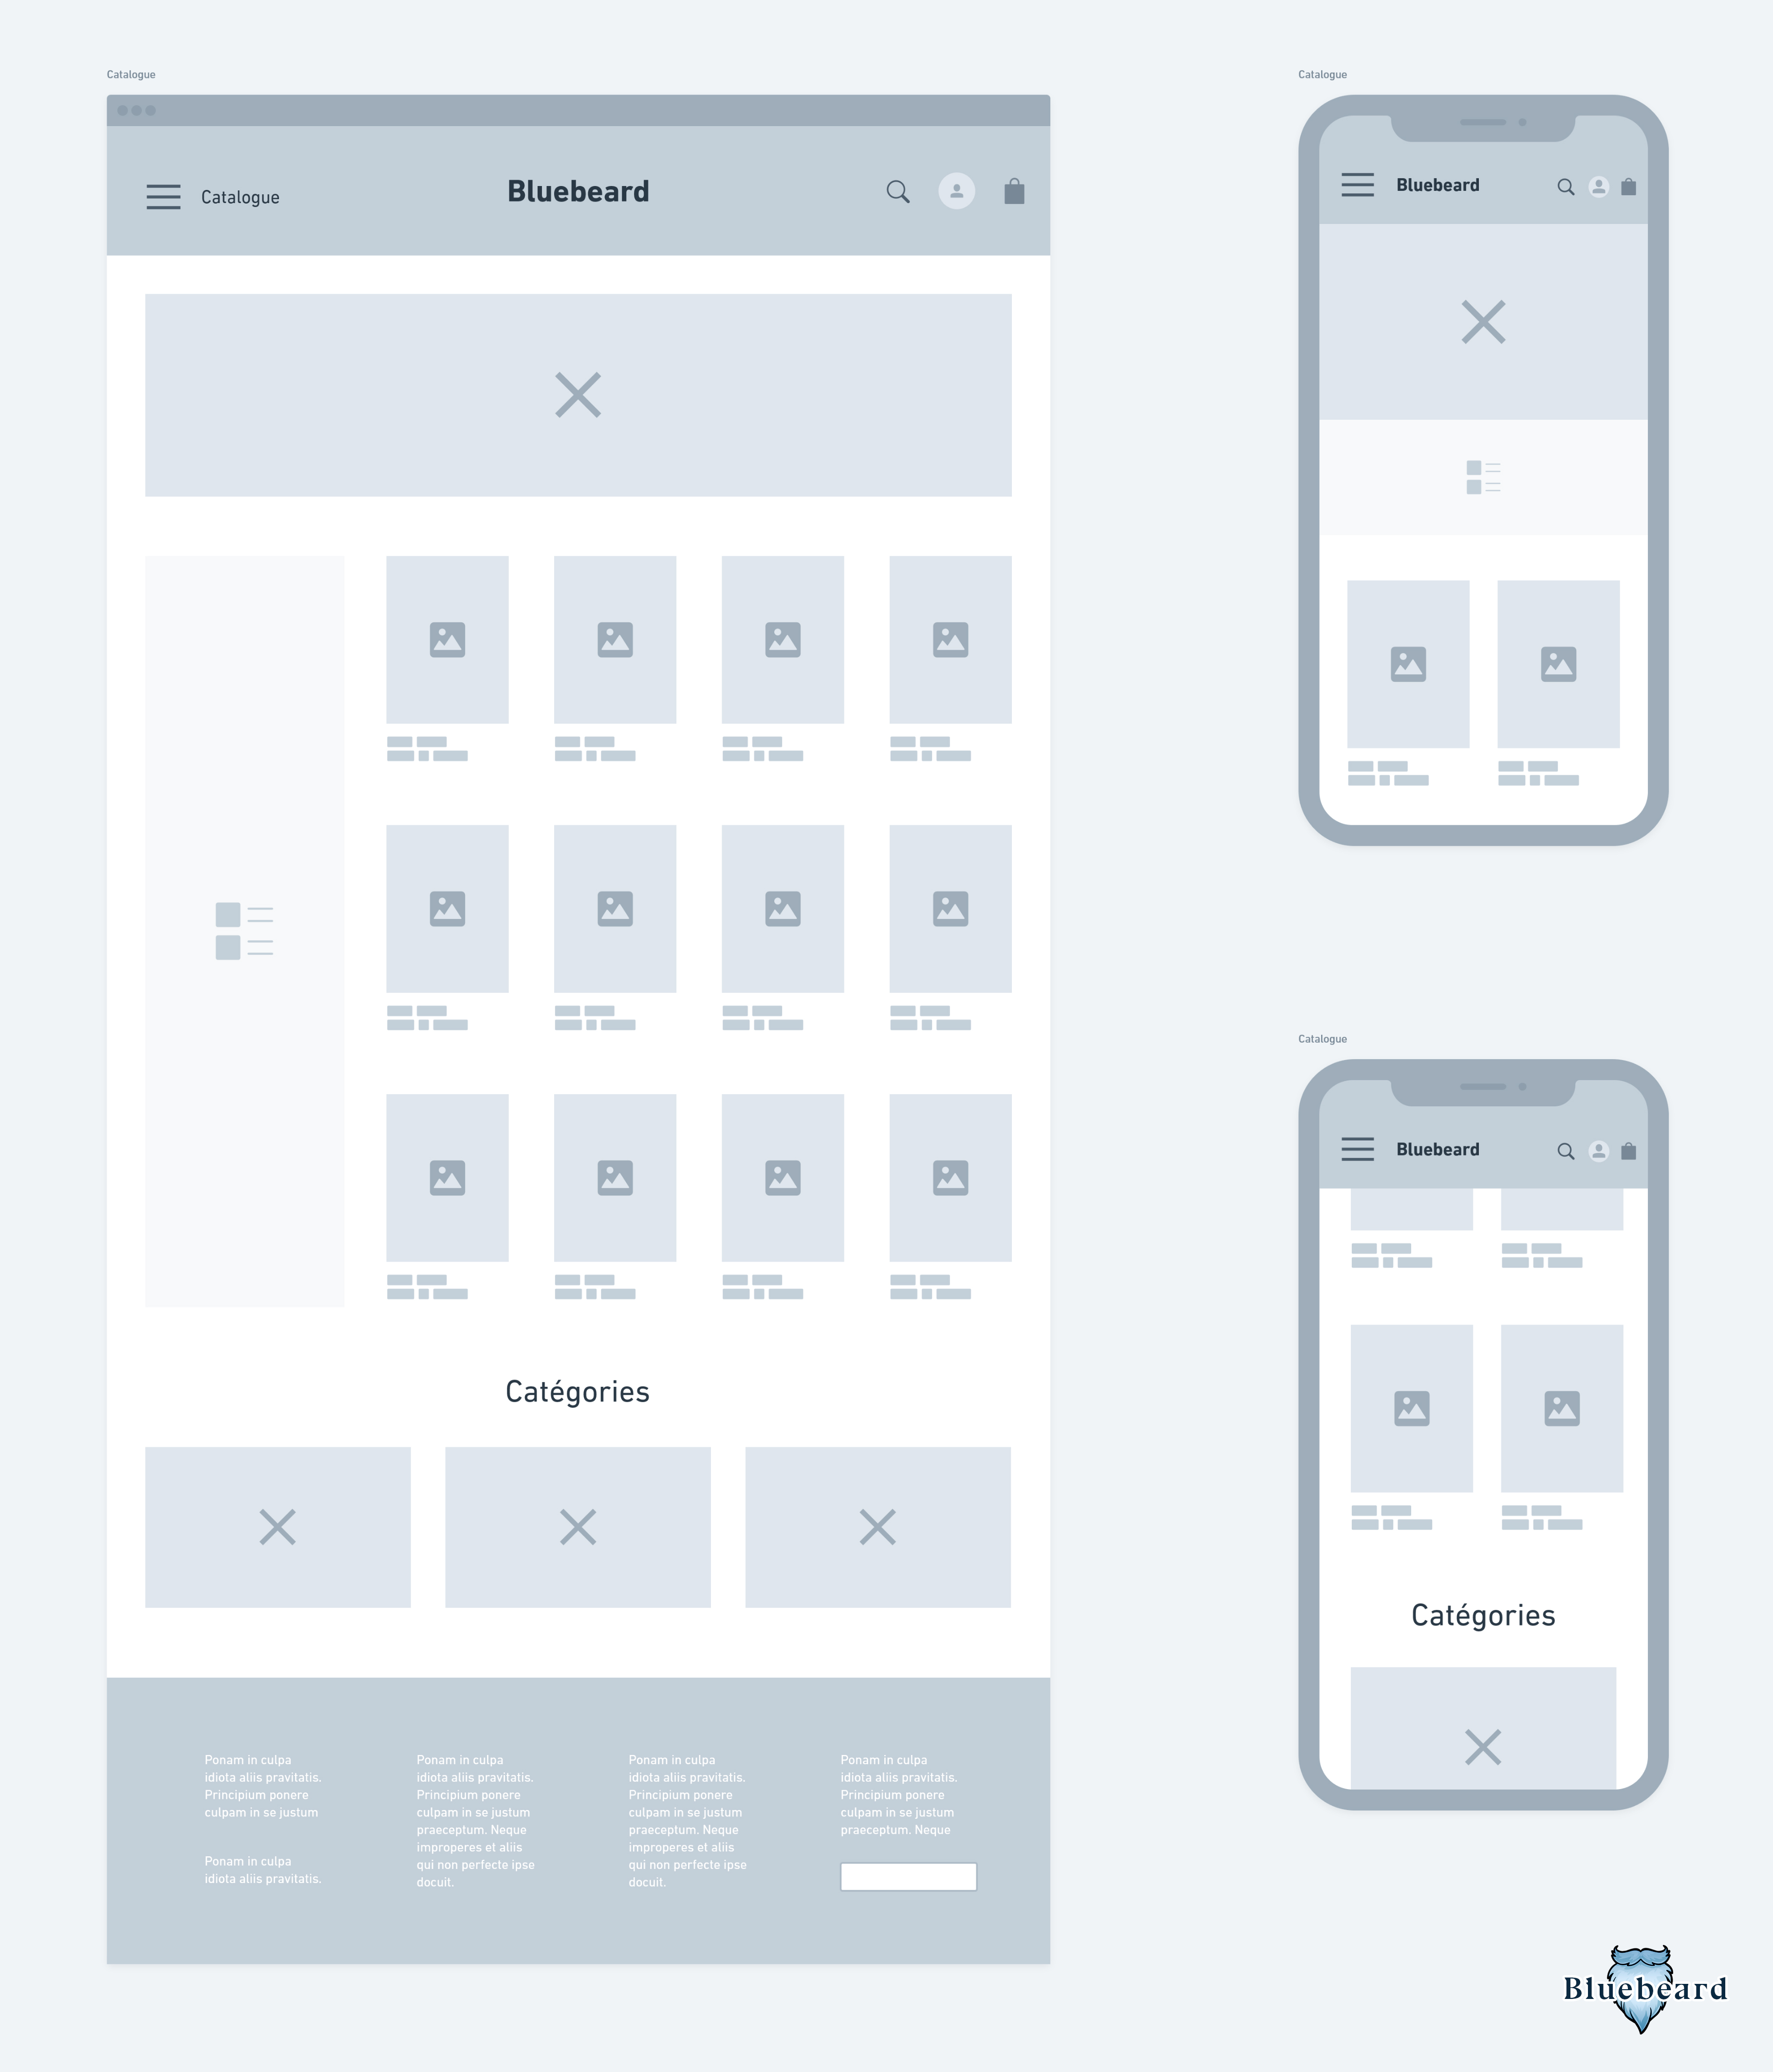 Catalogue
Catalogue
Bluebeard
Catégories
Ponam in culpa
idiota aliis pravitatis.
Principium ponere
culpam in se justum
Ponam in culpa
idiota aliis pravitatis.
Ponam in culpa
idiota aliis pravitatis.
Principium ponere
culpam in se justum
praeceptum. Neque
improperes et aliis
qui non perfecte ipse
docuit.
Ponam in culpa
idiota aliis pravitatis.
Principium ponere
culpam in se justum
praeceptum. Neque
improperes et aliis
qui non perfecte ipse
docuit.
Ponam in culpa
idiota aliis pravitatis.
Principium ponere
culpam in se justum
praeceptum. Neque
Catalogue
Bluebeard
Catalogue
Bluebeard
Catégories
Bluebeard